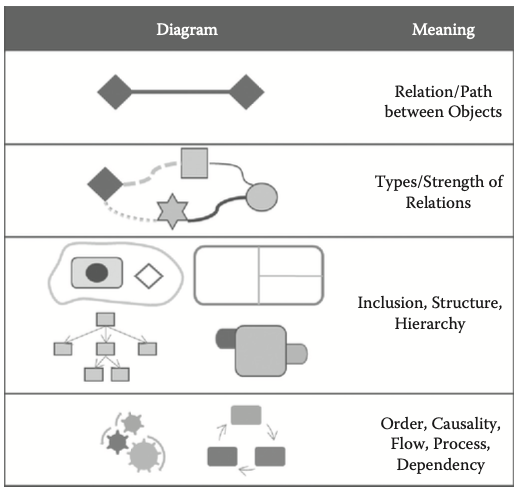 Diagram
Meaning
Relation/Path
between Objects
Types/Strength of
Relations
Inclusion, Structure,
Hierarchy
Order, Causality,
Flow, Process,
Dependency